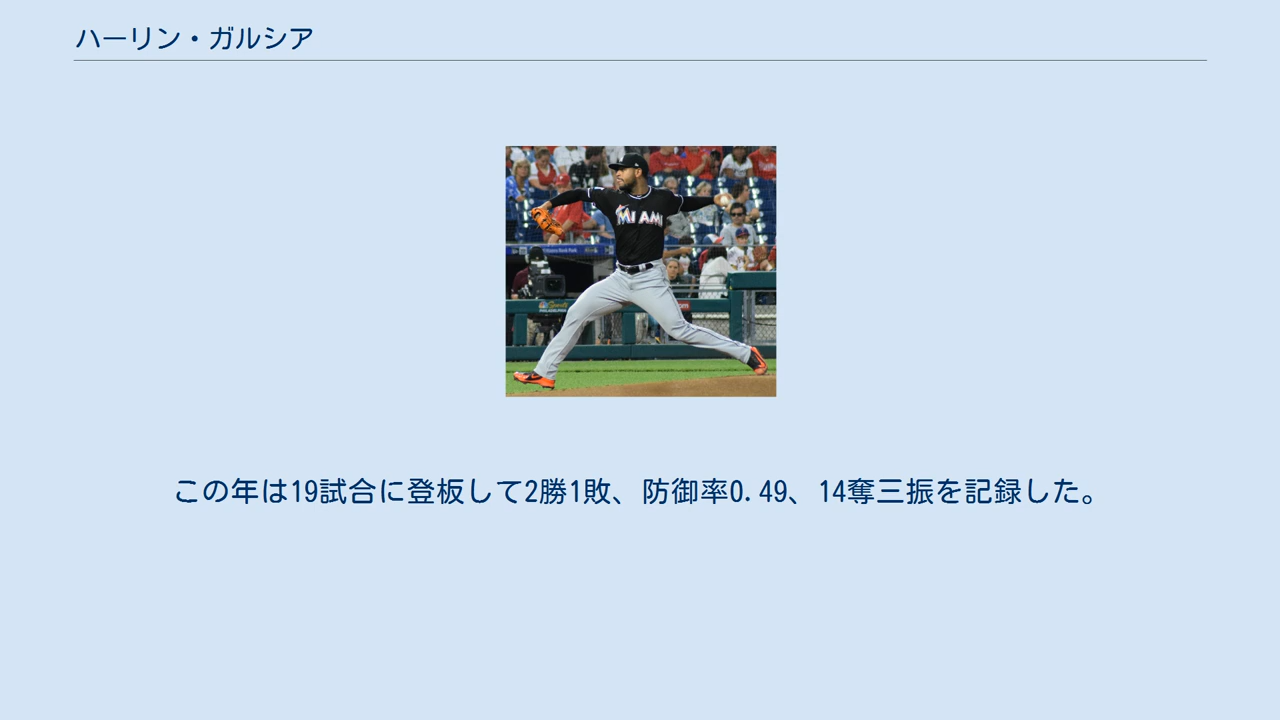 ハーリン・ガルシア
MIAMI
この年は19試合に登板して2勝1敗、防御率0.49、14奪三振を記録した。